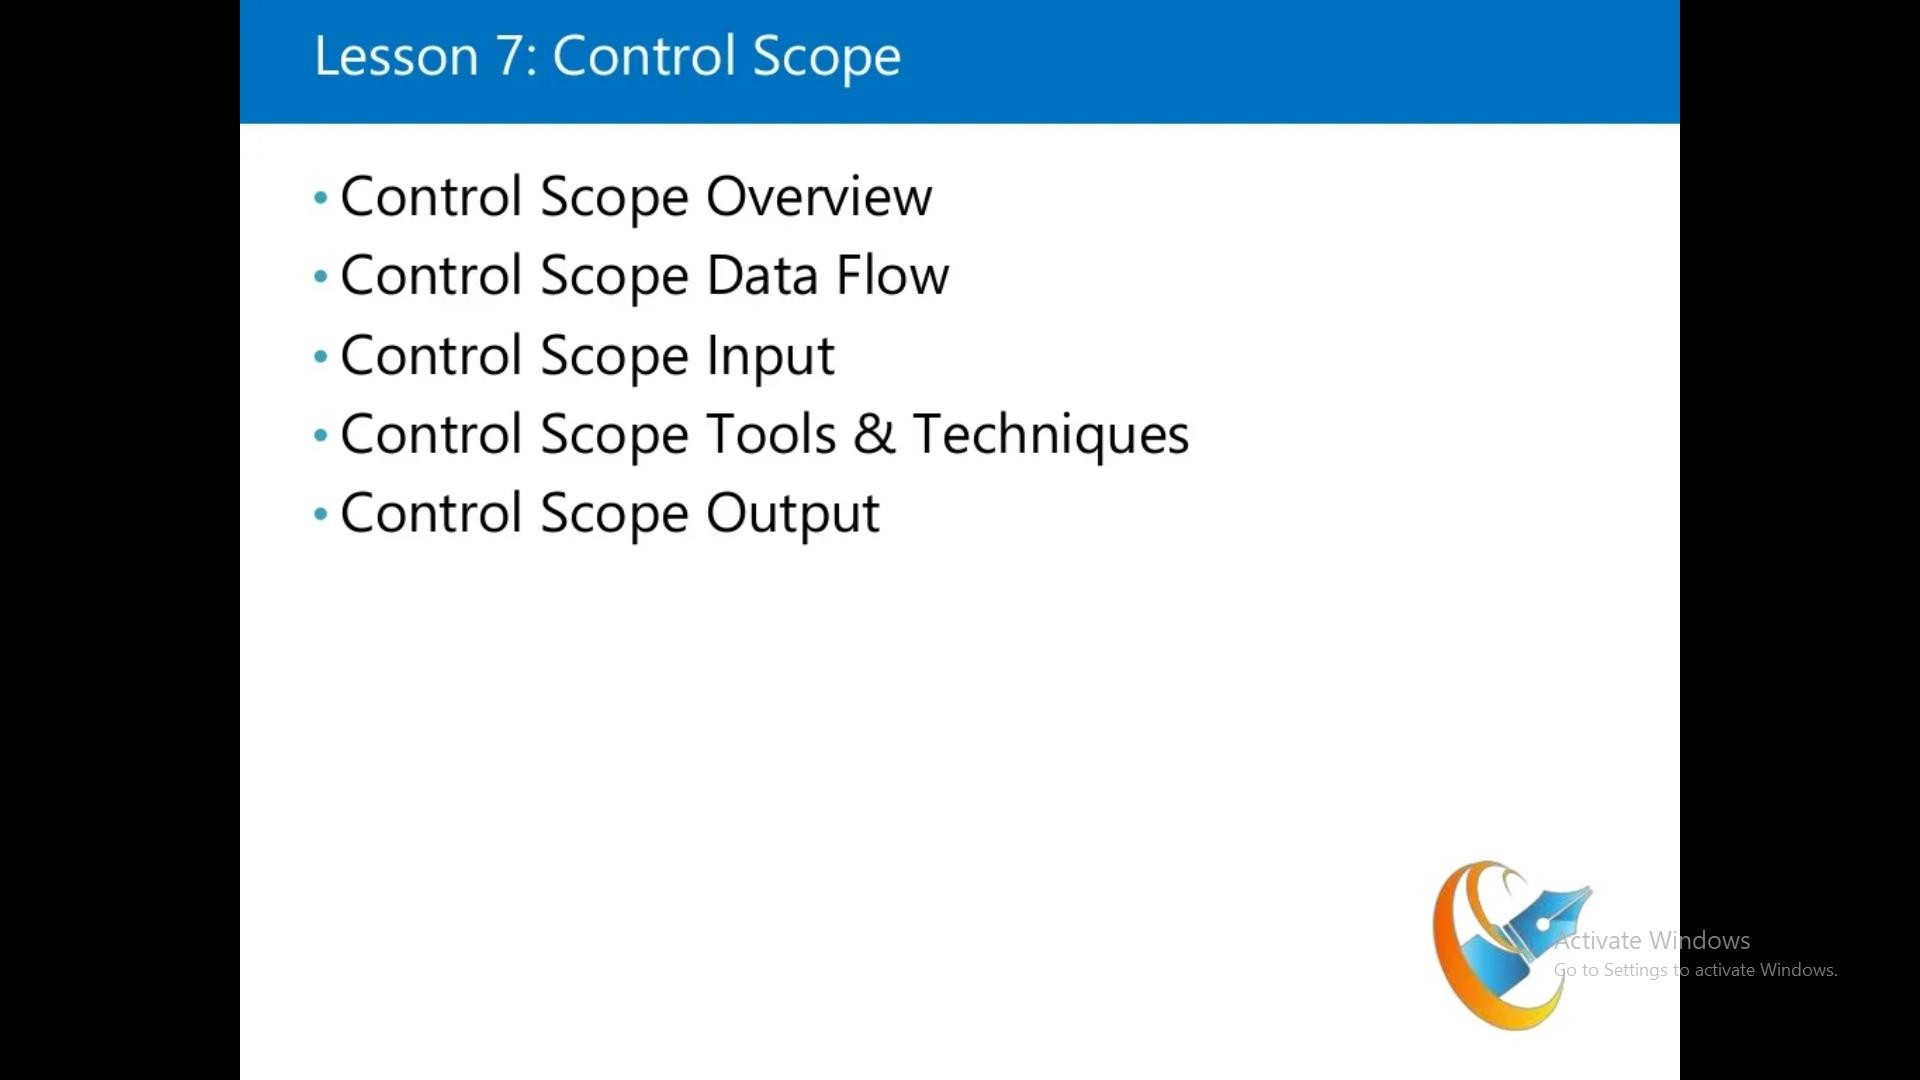 Lesson 7: Control Scope
• Control Scope Overview
• Control Scope Data Flow
• Control Scope Input
• Control Scope Tools & Techniques
• Control Scope Output
Activate Windows
Go to Settings to activate Windows.